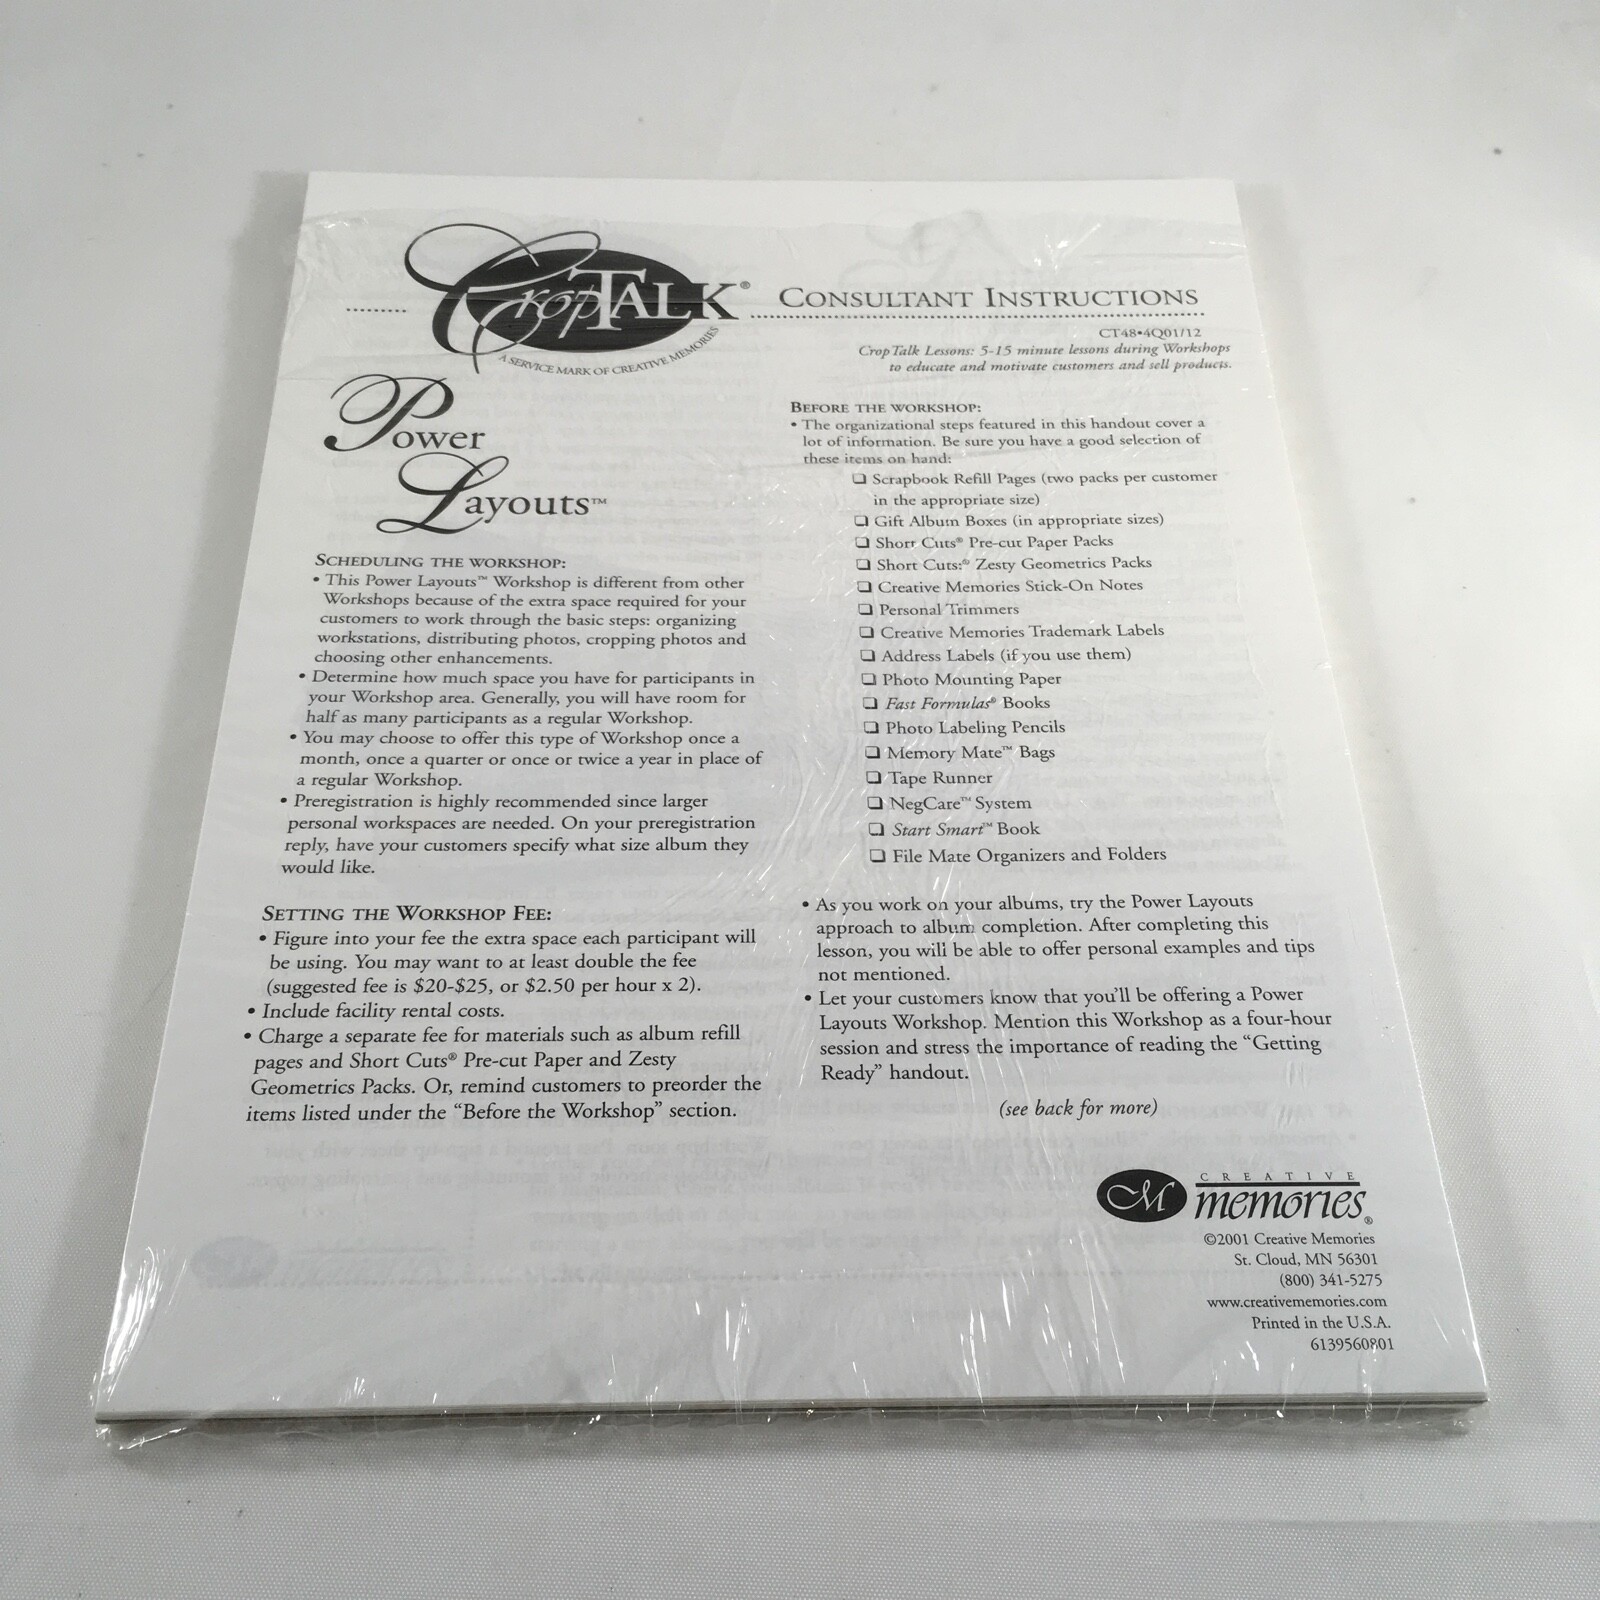 CropTalk®
A SERVICE MARK OF CREATIVE MEMORIES
CONSULTANT INSTRUCTIONS
CT48•4Q01/12
CropTalk Lessons: 5-15 minute lessons during Workshops
to educate and motivate customers and sell products.
Power
Layouts™
SCHEDULING THE WORKSHOP:
• This Power Layouts™ Workshop is different from other
Workshops because of the extra space required for your
customers to work through the basic steps: organizing
workstations, distributing photos, cropping photos and
choosing other enhancements.
• Determine how much space you have for participants in
your Workshop area. Generally, you will have room for
half as many participants as a regular Workshop.
• You may choose to offer this type of Workshop once a
month, once a quarter or once or twice a year in place of
a regular Workshop.
• Preregistration is highly recommended since larger
personal workspaces are needed. On your preregistration
reply, have your customers specify what size album they
would like.
SETTING THE WORKSHOP FEE:
• Figure into your fee the extra space each participant will
be using. You may want to at least double the fee
(suggested fee is $20-$25, or $2.50 per hour x 2).
• Include facility rental costs.
• Charge a separate fee for materials such as album refill
pages and Short Cuts® Pre-cut Paper and Zesty
Geometrics Packs. Or, remind customers to preorder the
items listed under the "Before the Workshop" section.
BEFORE THE WORKSHOP:
• The organizational steps featured in this handout cover a
lot of information. Be sure you have a good selection of
these items on hand:
❏ Scrapbook Refill Pages (two packs per customer
in the appropriate size)
❏ Gift Album Boxes (in appropriate sizes)
❏ Short Cuts® Pre-cut Paper Packs
❏ Short Cuts:® Zesty Geometrics Packs
❏ Creative Memories Stick-On Notes
❏ Personal Trimmers
❏ Creative Memories Trademark Labels
❏ Address Labels (if you use them)
❏ Photo Mounting Paper
❏ Fast Formulas® Books
❏ Photo Labeling Pencils
❏ Memory Mate™ Bags
❏ Tape Runner
❏ NegCare™ System
❏ Start Smart™ Book
❏ File Mate Organizers and Folders
• As you work on your albums, try the Power Layouts
approach to album completion. After completing this
lesson, you will be able to offer personal examples and tips
not mentioned.
• Let your customers know that you'll be offering a Power
Layouts Workshop. Mention this Workshop as a four-hour
session and stress the importance of reading the "Getting
Ready" handout.
(see back for more)
CM CREATIVE
memories®
©2001 Creative Memories
St. Cloud, MN 56301
(800) 341-5275
www.creativememories.com
Printed in the U.S.A.
6139560801